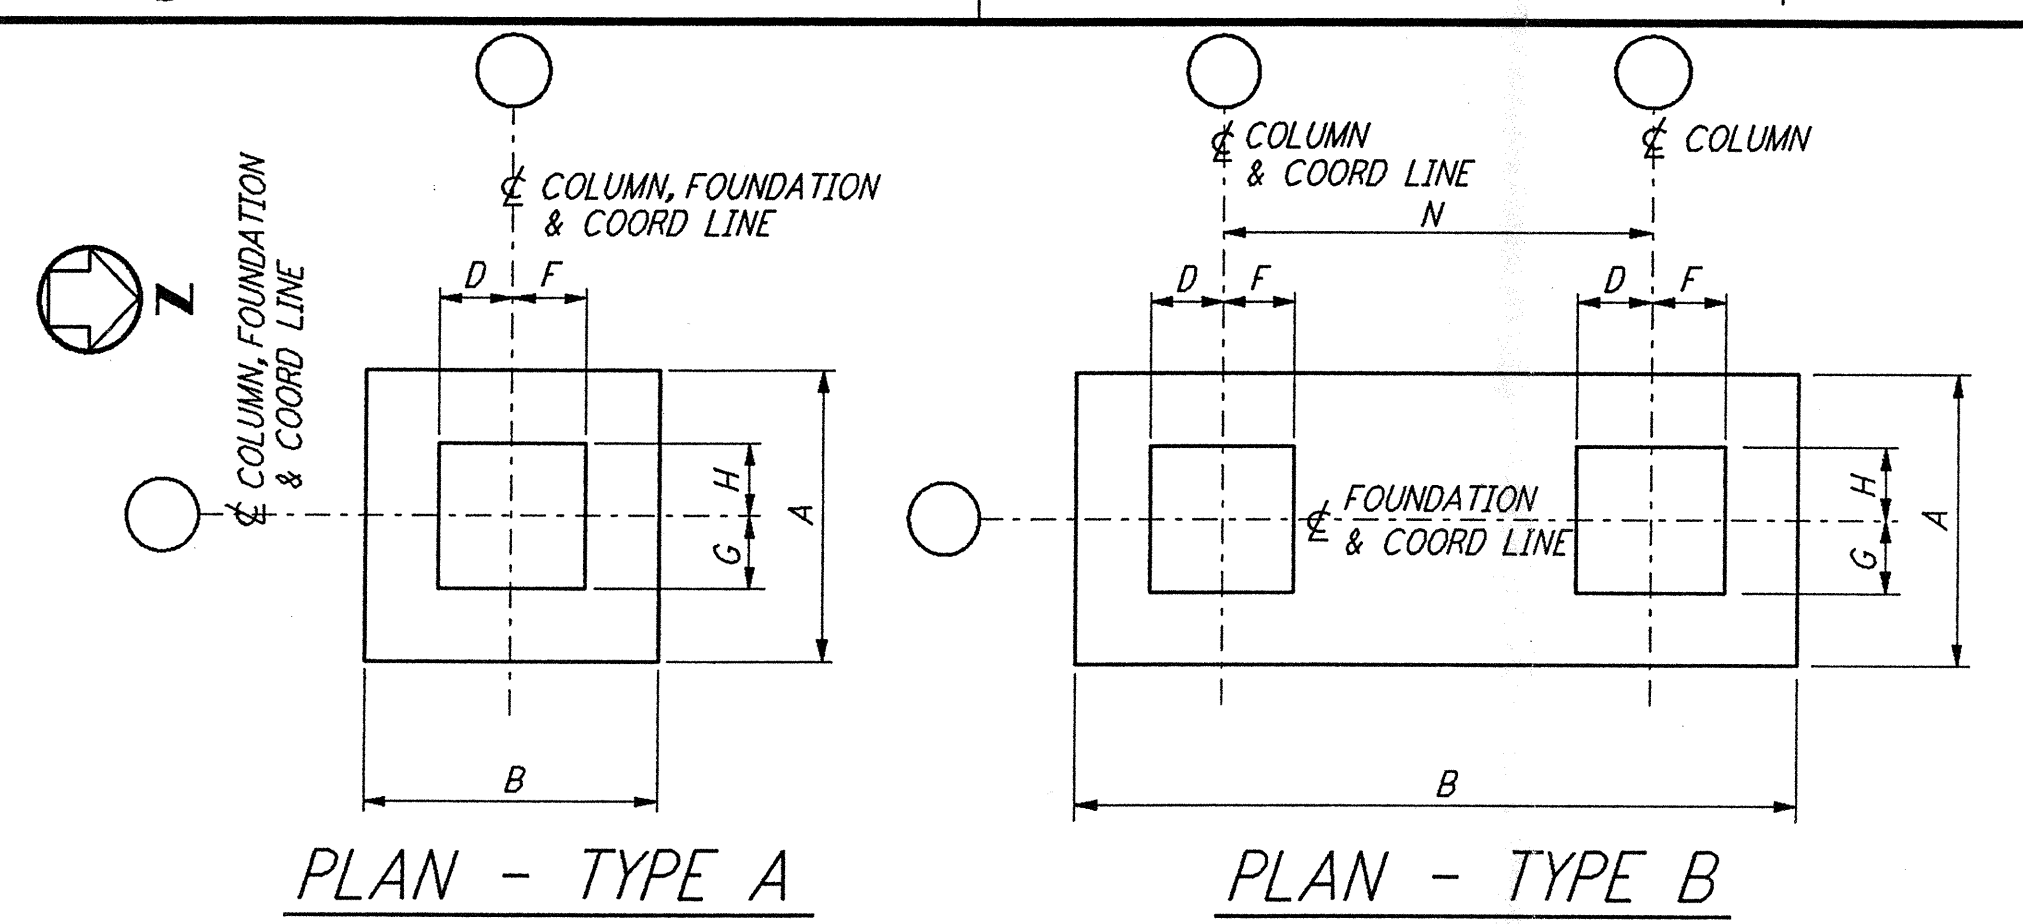 ℄ COLUMN, FOUNDATION
& COORD LINE
℄ COLUMN
& COORD LINE
℄ COLUMN
N
D F
D F
D F
N
℄ COLUMN, FOUNDATION
& COORD LINE
H
G
A
℄ FOUNDATION
& COORD LINE
H
G
A
B
B
PLAN - TYPE A
PLAN - TYPE B